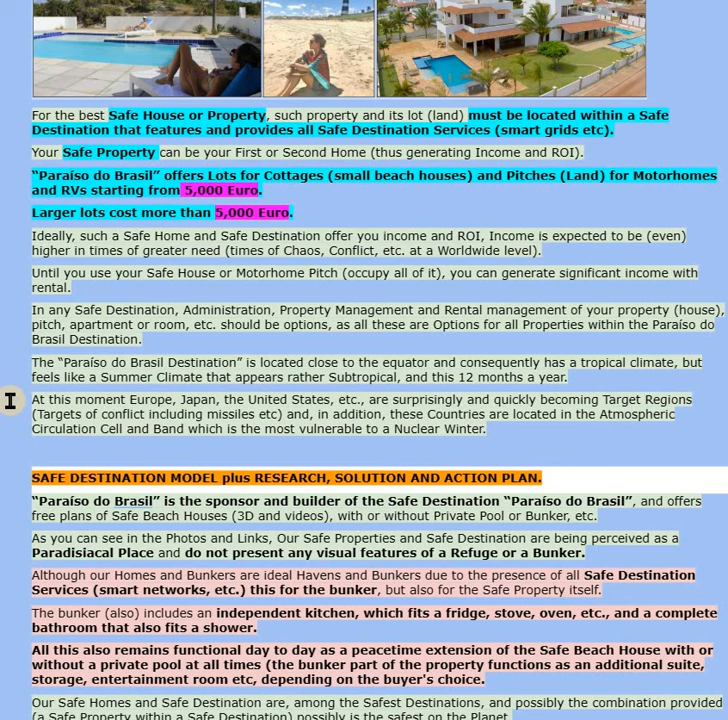 For the best Safe House or Property, such property and its lot (land) must be located within a Safe
Destination that features and provides all Safe Destination Services (smart grids etc).
Your Safe Property can be your First or Second Home (thus generating Income and ROI).
“Paraíso do Brasil” offers Lots for Cottages (small beach houses) and Pitches (Land) for Motorhomes
and RVs starting from 5,000 Euro.
Larger lots cost more than 5,000 Euro.
Ideally, such a Safe Home and Safe Destination offer you income and ROI, Income is expected to be (even)
higher in times of greater need (times of Chaos, Conflict, etc. at a Worldwide level).
Until you use your Safe House or Motorhome Pitch (occupy all of it), you can generate significant income with
rental.
In any Safe Destination, Administration, Property Management and Rental management of your property (house),
pitch, apartment or room, etc. should be options, as all these are Options for all Properties within the Paraíso do
Brasil Destination.
The “Paraíso do Brasil Destination” is located close to the equator and consequently has a tropical climate, but
feels like a Summer Climate that appears rather Subtropical, and this 12 months a year.
At this moment Europe, Japan, the United States, etc., are surprisingly and quickly becoming Target Regions
(Targets of conflict including missiles etc) and, in addition, these Countries are located in the Atmospheric
Circulation Cell and Band which is the most vulnerable to a Nuclear Winter.
SAFE DESTINATION MODEL plus RESEARCH, SOLUTION AND ACTION PLAN.
“Paraíso do Brasil” is the sponsor and builder of the Safe Destination “Paraíso do Brasil”, and offers
free plans of Safe Beach Houses (3D and videos), with or without Private Pool or Bunker, etc.
As you can see in the Photos and Links, Our Safe Properties and Safe Destination are being perceived as a
Paradisiacal Place and do not present any visual features of a Refuge or a Bunker.
Although our Homes and Bunkers are ideal Havens and Bunkers due to the presence of all Safe Destination
Services (smart networks, etc.) this for the bunker, but also for the Safe Property itself.
The bunker (also) includes an independent kitchen, which fits a fridge, stove, oven, etc., and a complete
bathroom that also fits a shower.
All this also remains functional day to day as a peacetime extension of the Safe Beach House with or
without a private pool at all times (the bunker part of the property functions as an additional suite,
storage, entertainment room etc, depending on the buyer's choice.
Our Safe Homes and Safe Destination are, among the Safest Destinations, and possibly the combination provided
(a Safe Property within a Safe Destination) possibly is the safest on the Planet.